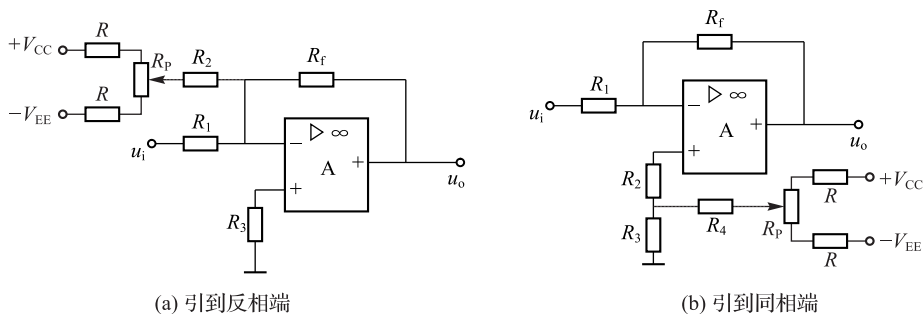 +V_CC
R
R_P
R_2
R_f
−V_EE
R
u_i
R_1
−
▷ ∞
A
+
+
u_o
R_3
(a) 引到反相端
R_f
u_i
R_1
−
▷ ∞
A
+
+
u_o
R_2
R_3
R_4
R_P
R
+V_CC
R
−V_EE
(b) 引到同相端